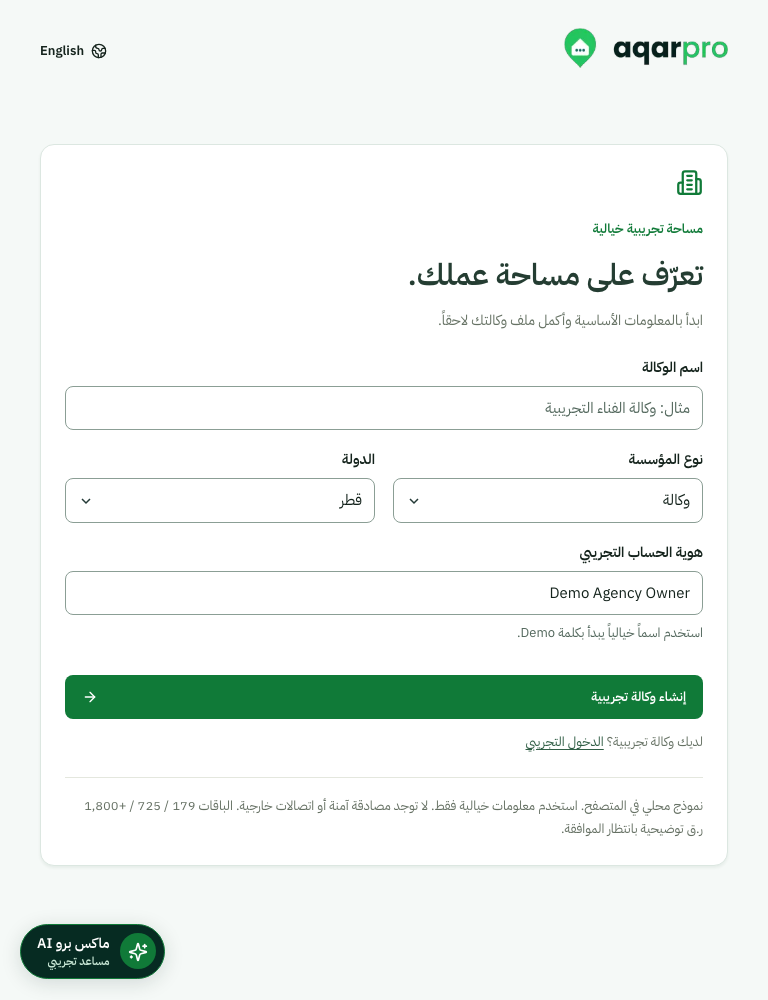 aqarpro
English
مساحة تجريبية خيالية
تعرّف على مساحة عملك.
ابدأ بالمعلومات الأساسية وأكمل ملف وكالتك لاحقاً.
اسم الوكالة
مثال: وكالة الفناء التجريبية
نوع المؤسسة
الدولة
وكالة
قطر
هوية الحساب التجريبي
Demo Agency Owner
استخدم اسماً خيالياً يبدأ بكلمة Demo.
إنشاء وكالة تجريبية
لديك وكالة تجريبية؟ الدخول التجريبي
نموذج محلي في المتصفح. استخدم معلومات خيالية فقط. لا توجد مصادقة آمنة أو اتصالات خارجية. الباقات 179 / 725 / +1,800
ر.ق توضيحية بانتظار الموافقة.
ماكس برو AI
مساعد تجريبي